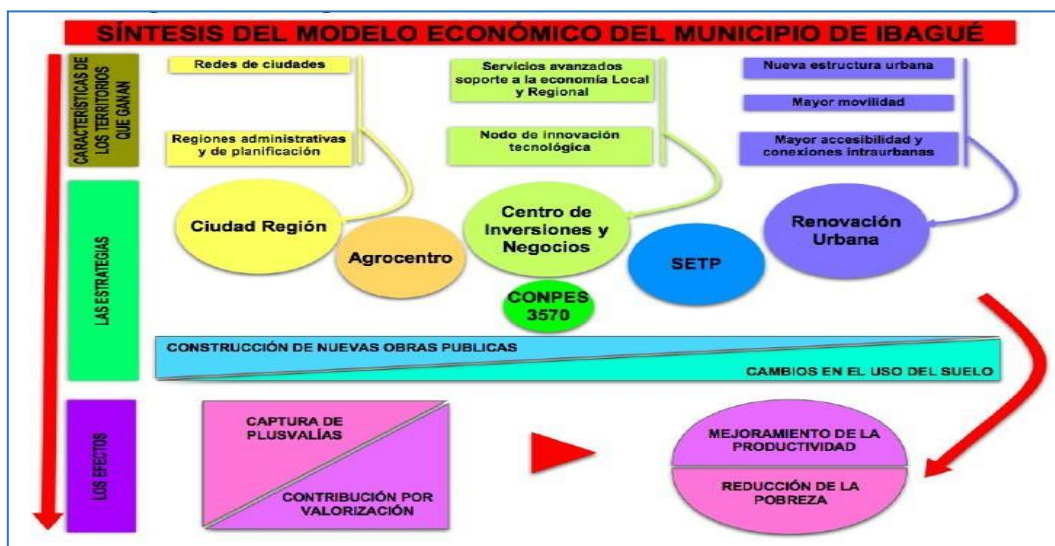 SÍNTESIS DEL MODELO ECONÓMICO DEL MUNICIPIO DE IBAGUÉ
CARACTERÍSTICAS DE
LOS TERRITORIOS
QUE GANAN
Redes de ciudades
Regiones administrativas
y de planificación
Servicios avanzados
soporte a la economía Local
y Regional
Nodo de innovación
tecnológica
Nueva estructura urbana
Mayor movilidad
Mayor accesibilidad y
conexiones intraurbanas
LAS ESTRATEGIAS
Ciudad Región
Agrocentro
Centro de
Inversiones y
Negocios
CONPES
3570
SETP
Renovación
Urbana
CONSTRUCCIÓN DE NUEVAS OBRAS PUBLICAS
CAMBIOS EN EL USO DEL SUELO
LOS EFECTOS
CAPTURA DE
PLUSVALÍAS
CONTRIBUCIÓN POR
VALORIZACIÓN
MEJORAMIENTO DE LA
PRODUCTIVIDAD
REDUCCIÓN DE LA
POBREZA